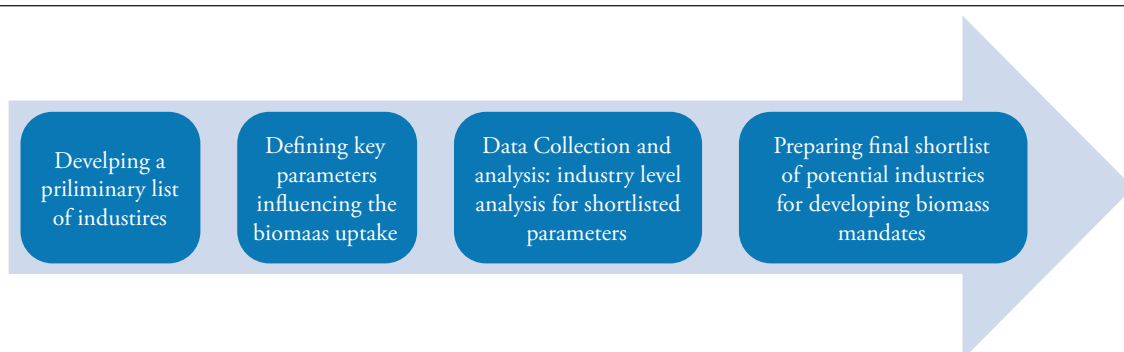 Develping a
priliminary list
of industires
Defining key
parameters
influencing the
biomaas uptake
Data Collection and
analysis: industry level
analysis for shortlisted
parameters
Preparing final shortlist
of potential industries
for developing biomass
mandates